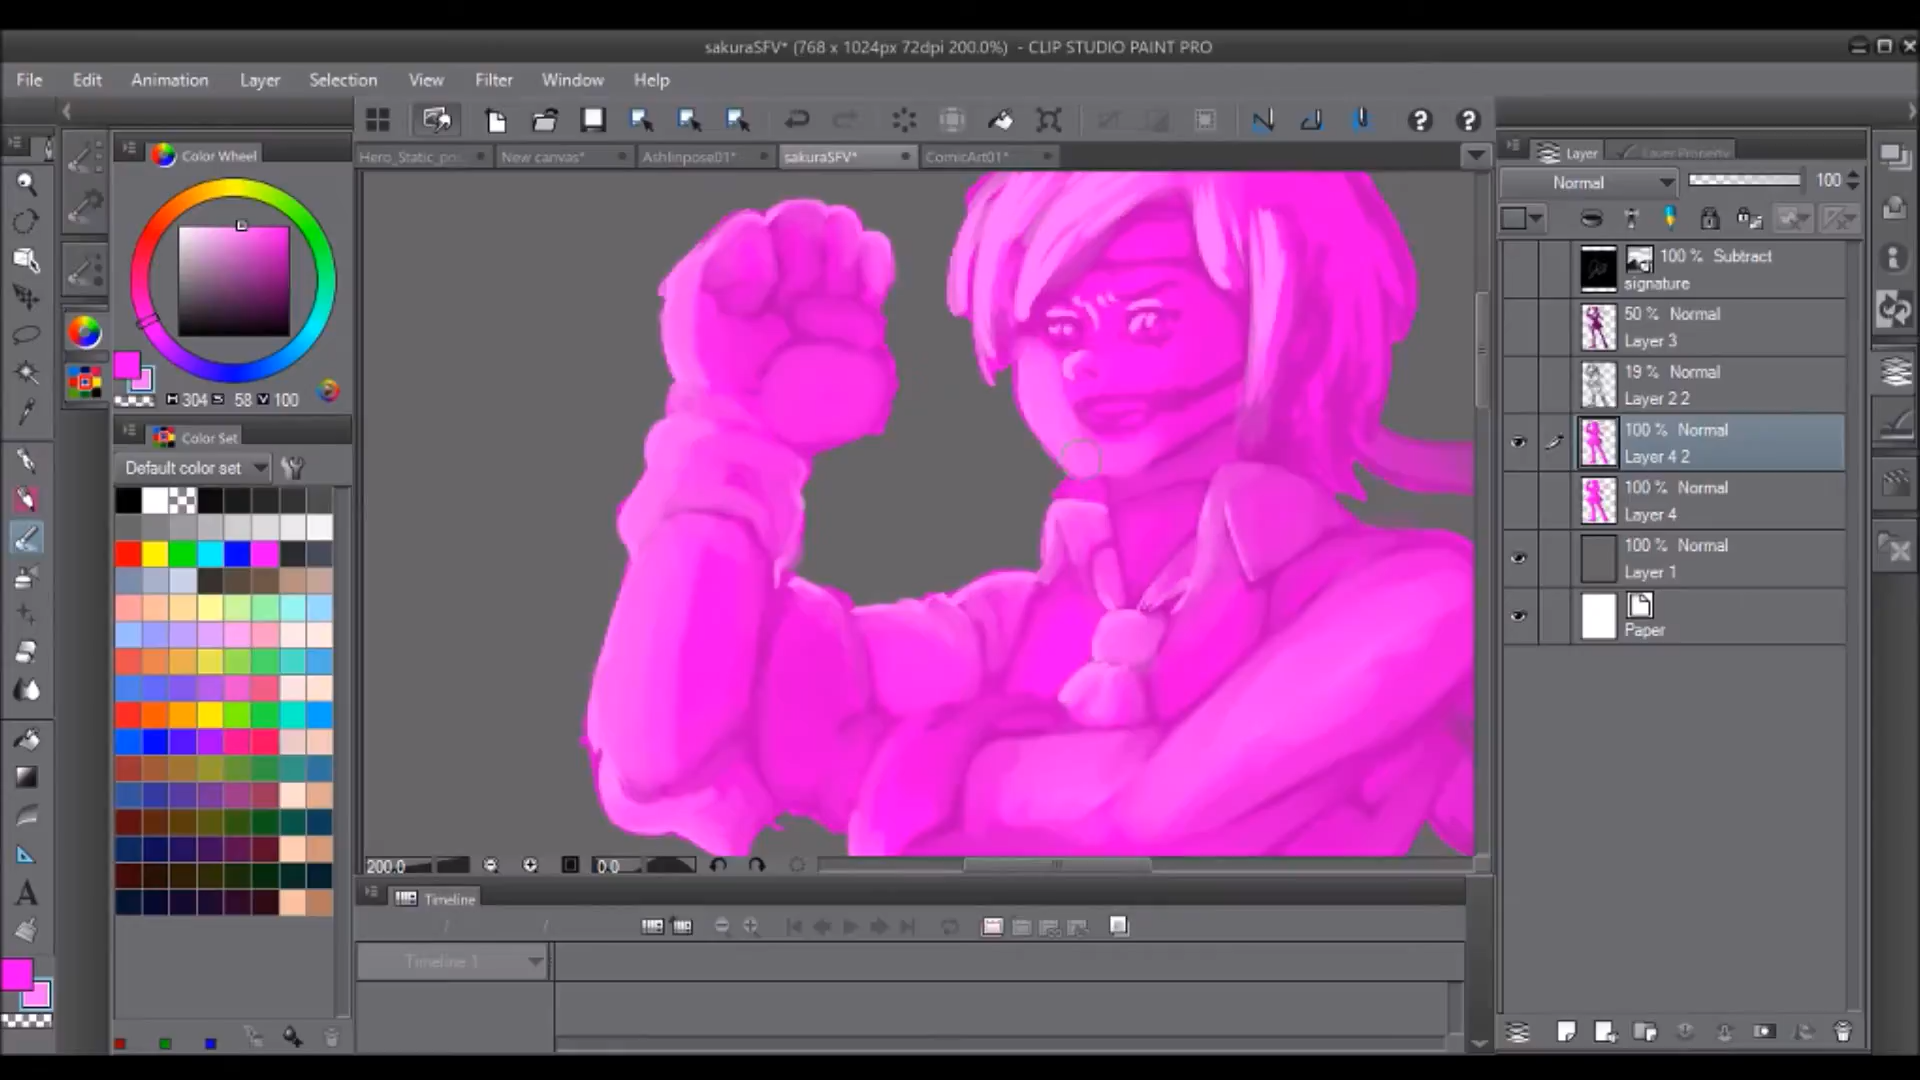 sakuraSFV* (768 x 1024px 72dpi 200.0%) - CLIP STUDIO PAINT PRO
File Edit Animation Layer Selection View Filter Window Help
Color Wheel
Hero_Static_po
New canvas*
Ashlinpose01*
sakuraSFV*
ComicArt01*
Layer
Layer Property
Normal
100
H 304 S 58 V 100
Color Set
Default color set
100 % Subtract
signature
50 % Normal
Layer 3
19 % Normal
Layer 2 2
100 % Normal
Layer 4 2
100 % Normal
Layer 4
100 % Normal
Layer 1
Paper
200.0
0.0
Timeline
Timeline 1